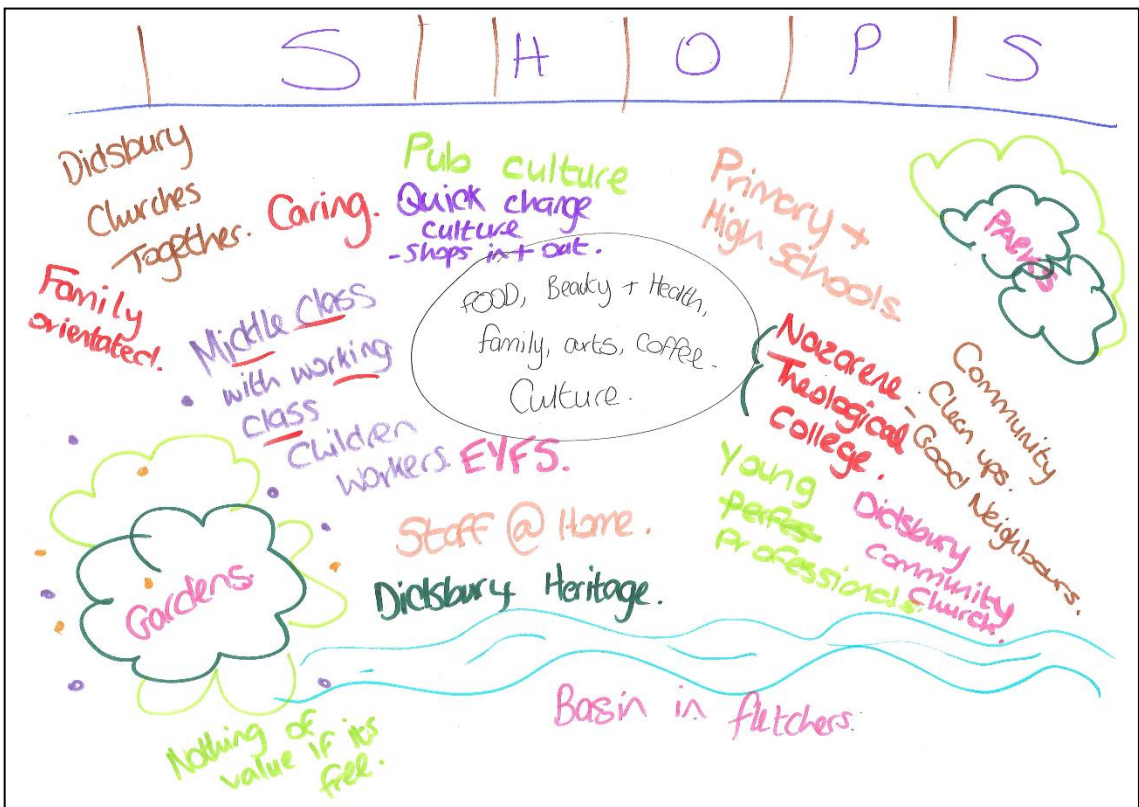 S H O P S
Didsbury
Churches
Together.
Caring.
Pub culture
Quick change
culture
- shops in + out.
Primary +
High schools
PARKS
Family
orientated!
Middle Class
with working
class
Children
workers.
EYFS.
FOOD, Beauty + Health,
family, arts, coffee.
Culture.
Nazarene
Theological
College.
Community
Clean ups.
- Good Neighbours.
Young
perfes
Professionals.
Didsbury
community
Church.
Staff @ Home.
Didsbury Heritage.
Gardens.
Basin in fletchers.
Nothing of
value if its
free.